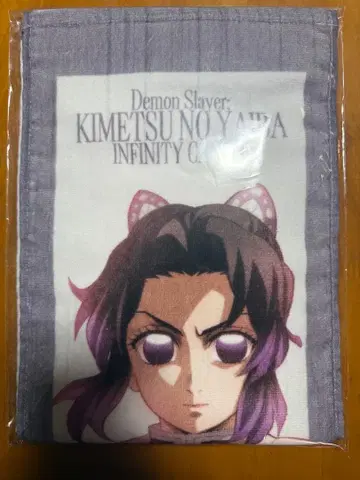 Demon Slayer:
KIMETSU NO YAIBA
INFINITY